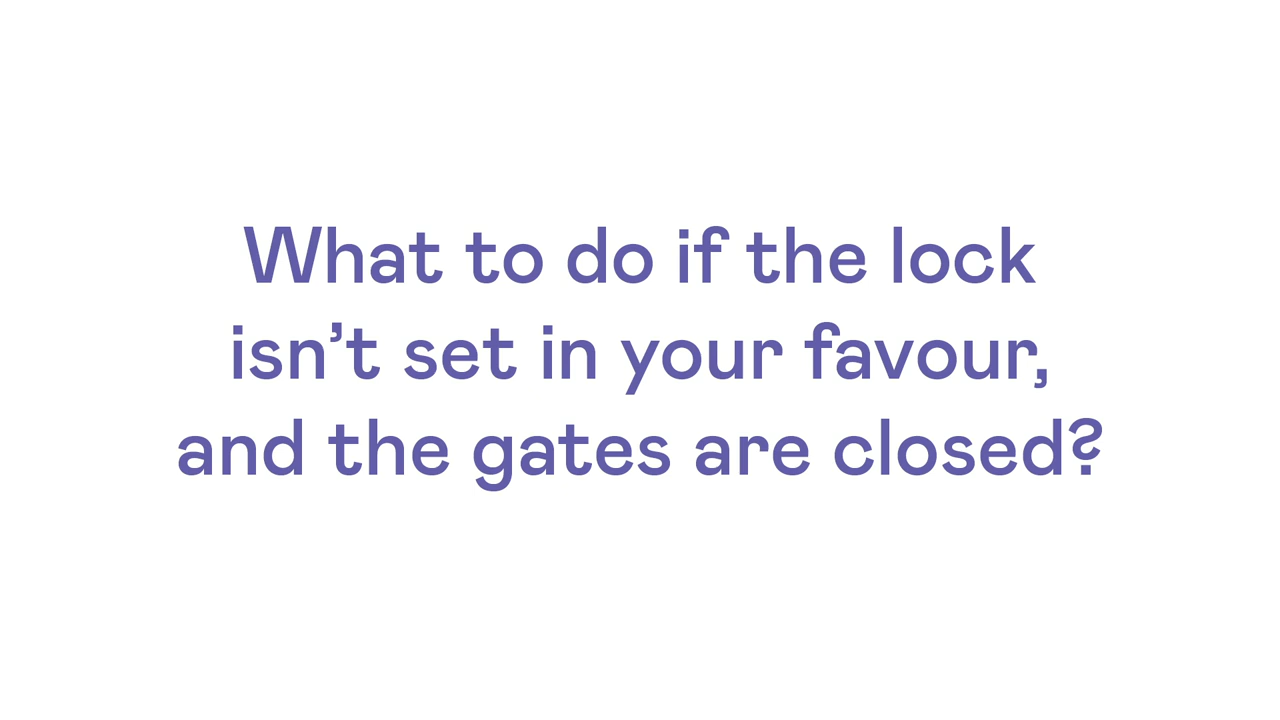 What to do if the lock
isn’t set in your favour,
and the gates are closed?